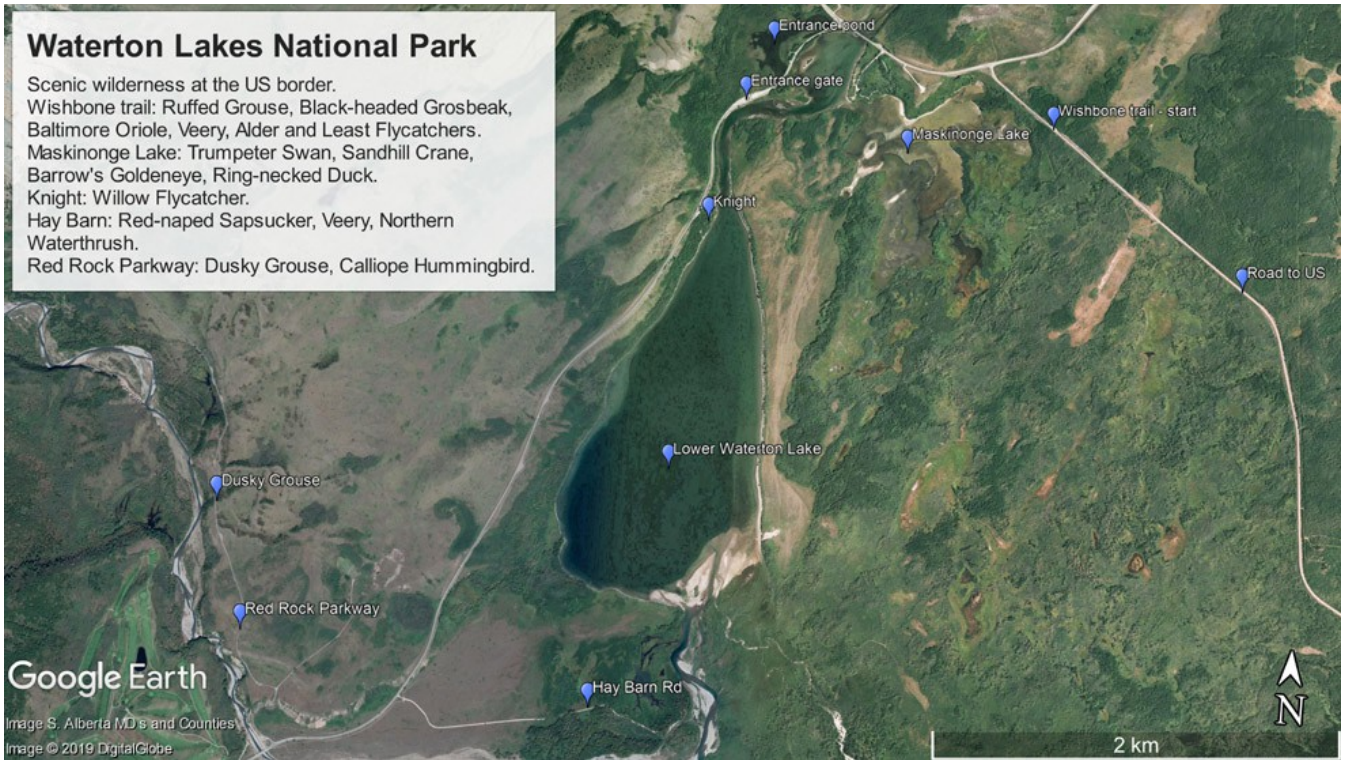 Waterton Lakes National Park
Scenic wilderness at the US border.
Wishbone trail: Ruffed Grouse, Black-headed Grosbeak,
Baltimore Oriole, Veery, Alder and Least Flycatchers.
Maskinonge Lake: Trumpeter Swan, Sandhill Crane,
Barrow's Goldeneye, Ring-necked Duck.
Knight: Willow Flycatcher.
Hay Barn: Red-naped Sapsucker, Veery, Northern
Waterthrush.
Red Rock Parkway: Dusky Grouse, Calliope Hummingbird.
Entrance pond
Entrance gate
Wishbone trail - start
Maskinonge Lake
Knight
Road to US
Lower Waterton Lake
Dusky Grouse
Red Rock Parkway
Hay Barn Rd
Google Earth
Image S. Alberta MD's and Counties
Image © 2019 DigitalGlobe
N
2 km